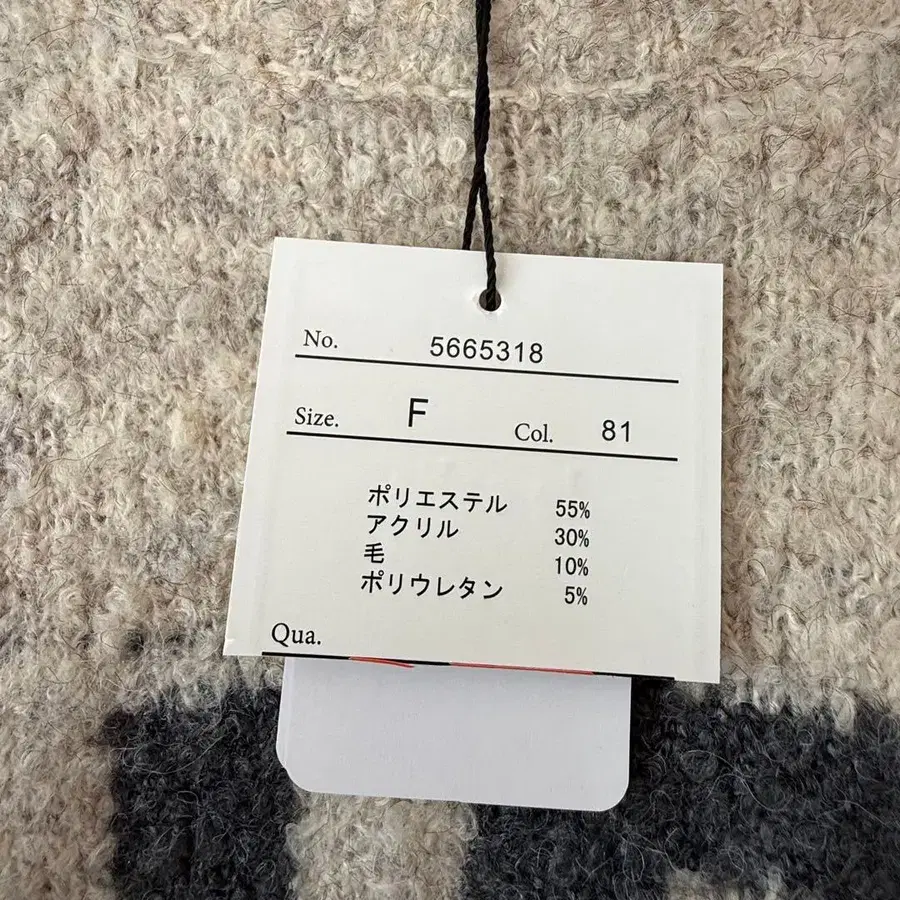 No. 5665318
Size. F Col. 81
ポリエステル 55%
アクリル 30%
毛 10%
ポリウレタン 5%
Qua.